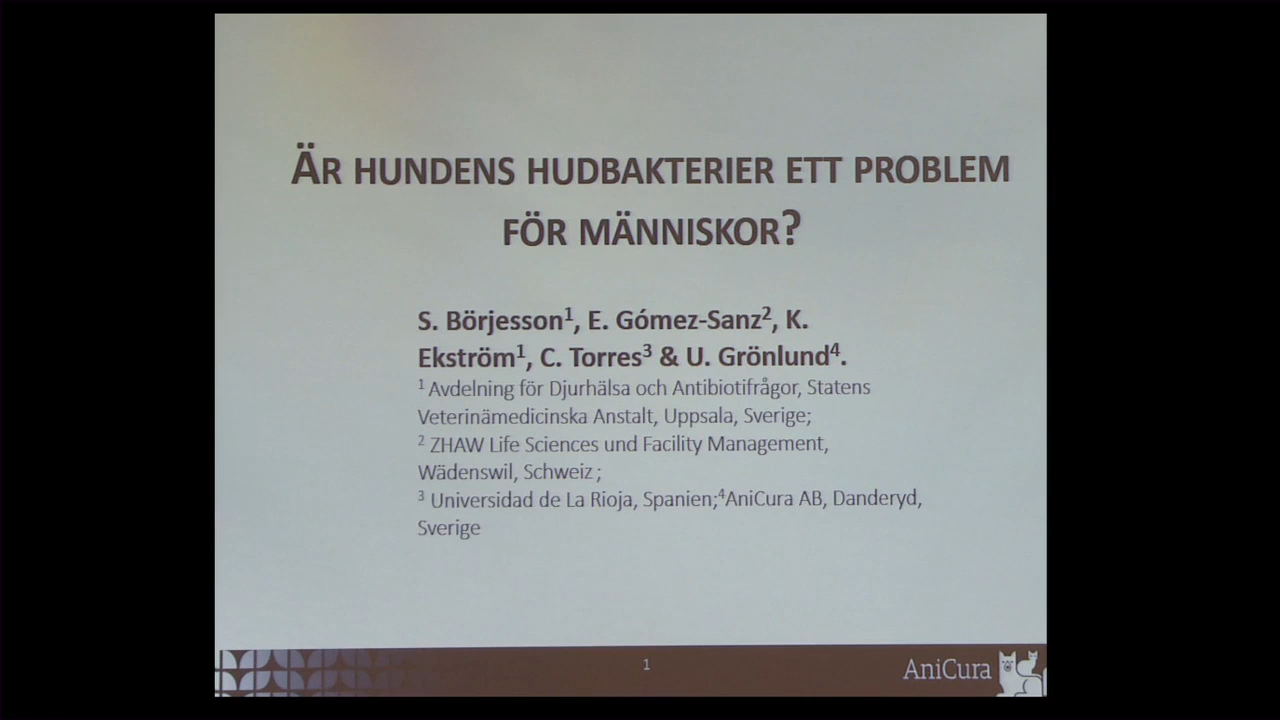 ÄR HUNDENS HUDBAKTERIER ETT PROBLEM
FÖR MÄNNISKOR?
S. Börjesson¹, E. Gómez-Sanz², K.
Ekström¹, C. Torres³ & U. Grönlund⁴.
¹ Avdelning för Djurhälsa och Antibiotifrågor, Statens
Veterinämedicinska Anstalt, Uppsala, Sverige;
² ZHAW Life Sciences und Facility Management,
Wädenswil, Schweiz ;
³ Universidad de La Rioja, Spanien;⁴AniCura AB, Danderyd,
Sverige
1
AniCura